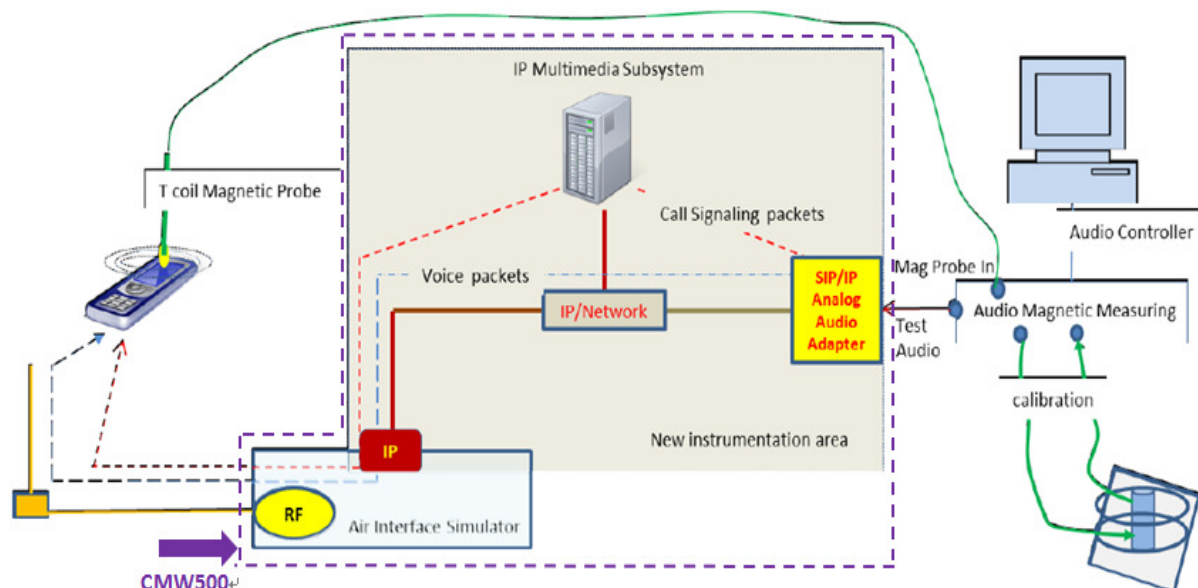 IP Multimedia Subsystem
T coil Magnetic Probe
Call Signaling packets
Audio Controller
Voice packets
Mag Probe In
SIP/IP
Analog
Audio
Adapter
IP/Network
Audio Magnetic Measuring
Test
Audio
calibration
New instrumentation area
IP
RF
Air Interface Simulator
CMW500